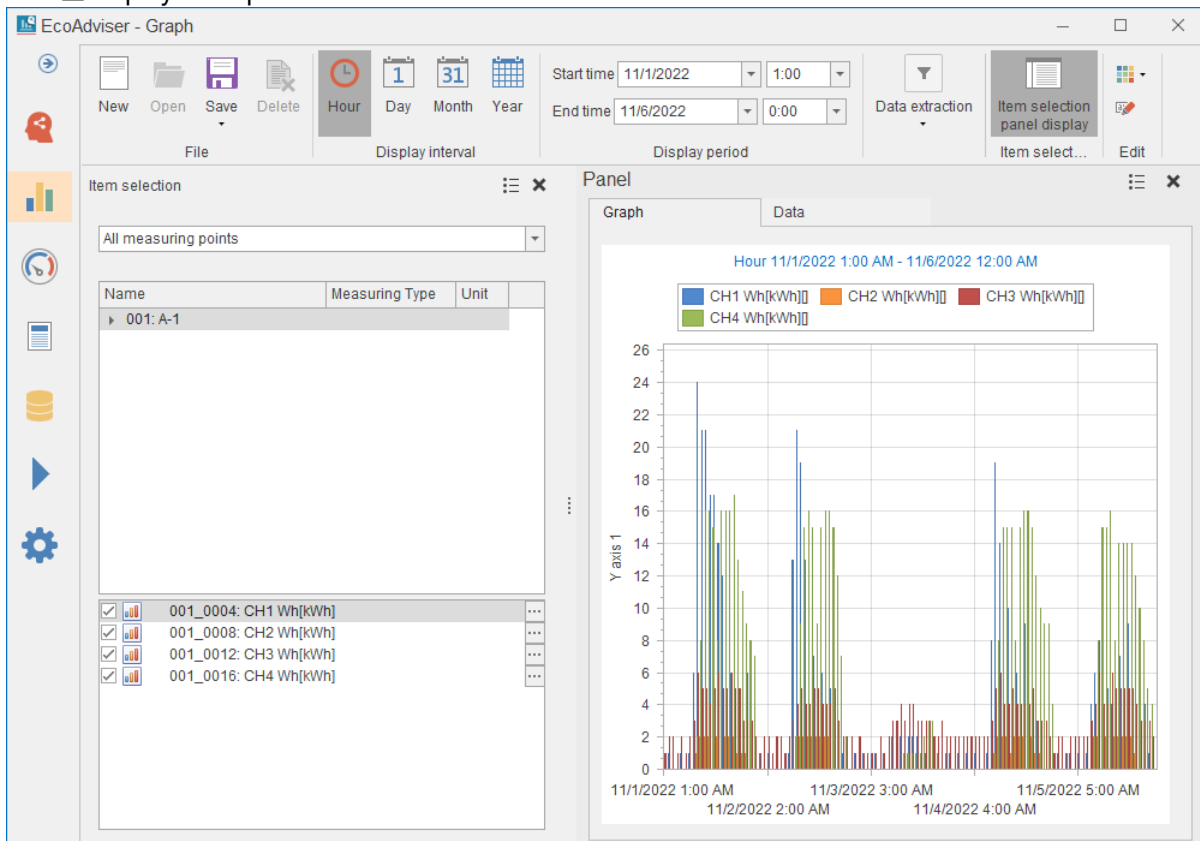 EcoAdviser - Graph
New Open Save Delete
File
Hour Day Month Year
1 31
Display interval
Start time 11/1/2022 1:00
End time 11/6/2022 0:00
Display period
Data extraction
Item selection
panel display
Item select...
Edit
Item selection
All measuring points
Name Measuring Type Unit
001: A-1
001_0004: CH1 Wh[kWh]
001_0008: CH2 Wh[kWh]
001_0012: CH3 Wh[kWh]
001_0016: CH4 Wh[kWh]
Panel
Graph Data
Hour 11/1/2022 1:00 AM - 11/6/2022 12:00 AM
CH1 Wh[kWh][] CH2 Wh[kWh][] CH3 Wh[kWh][]
CH4 Wh[kWh][]
Y axis 1
26
24
22
20
18
16
14
12
10
8
6
4
2
0
11/1/2022 1:00 AM 11/3/2022 3:00 AM 11/5/2022 5:00 AM
11/2/2022 2:00 AM 11/4/2022 4:00 AM